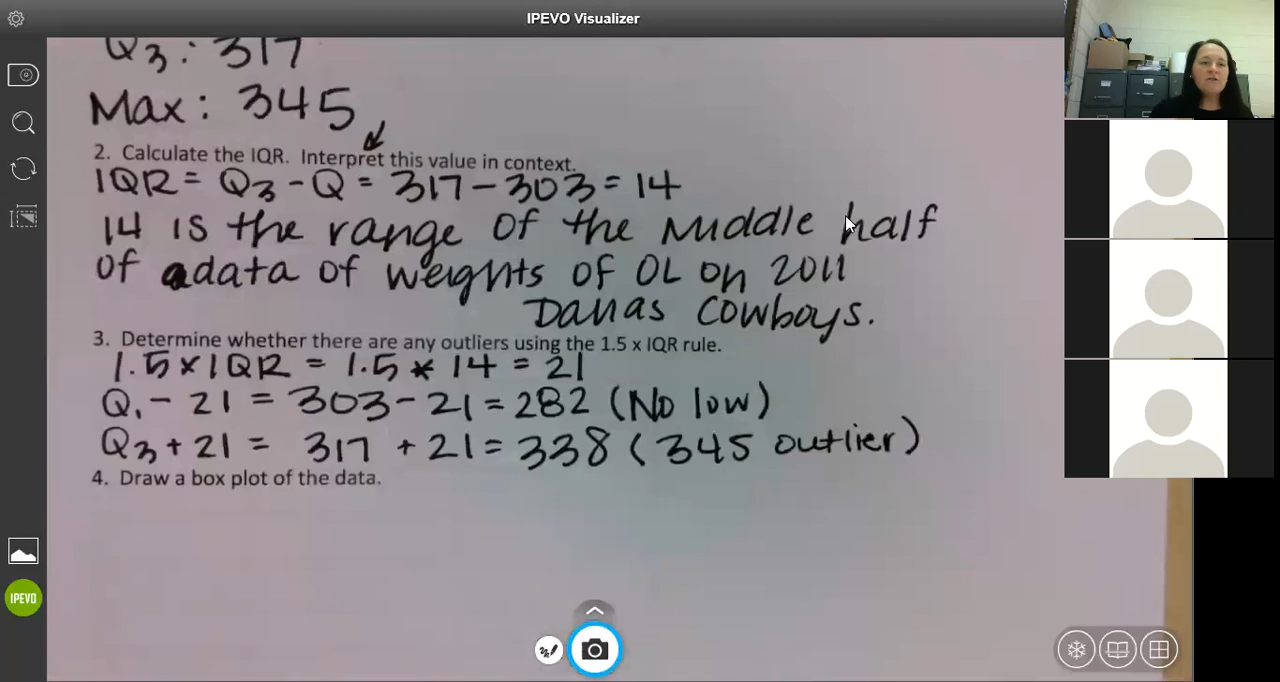 IPEVO Visualizer
Q3: 317
Max: 345
2. Calculate the IQR. Interpret this value in context.
IQR = Q3 - Q = 317 - 303 = 14
14 is the range of the middle half
of data of weights of OL on 2011
Dallas Cowboys.
3. Determine whether there are any outliers using the 1.5 x IQR rule.
1.5 x IQR = 1.5 * 14 = 21
Q1 - 21 = 303 - 21 = 282 (No low)
Q3 + 21 = 317 + 21 = 338 (345 outlier)
4. Draw a box plot of the data.
IPEVO